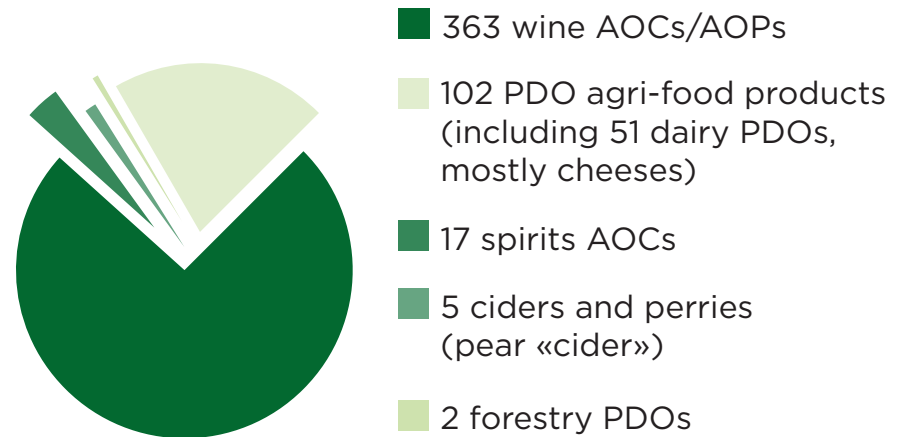 363 wine AOCs/AOPs
102 PDO agri-food products
(including 51 dairy PDOs,
mostly cheeses)
17 spirits AOCs
5 ciders and perries
(pear «cider»)
2 forestry PDOs